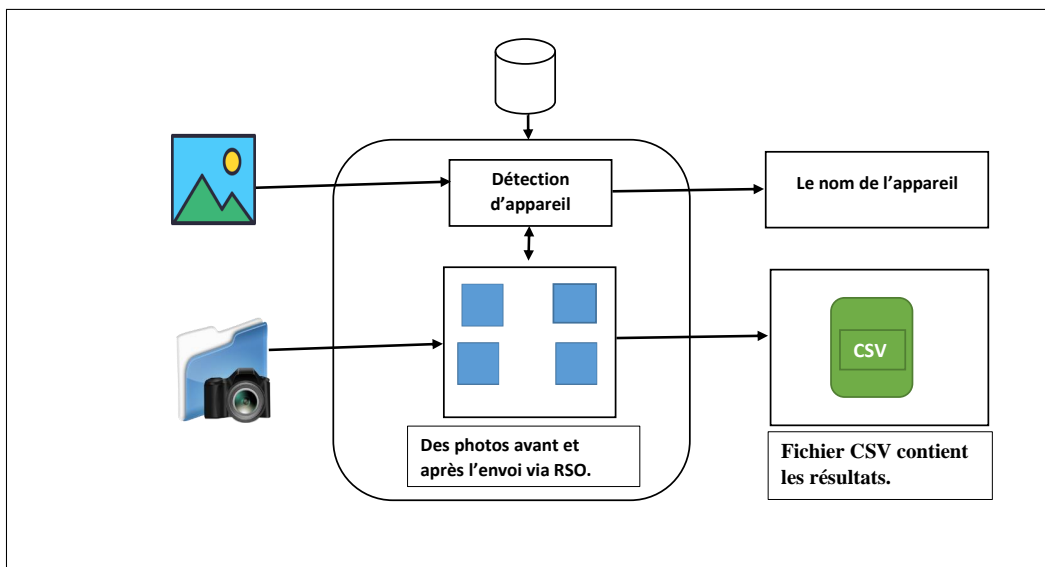 Détection
d'appareil
Le nom de l'appareil
CSV
Des photos avant et
après l'envoi via RSO.
Fichier CSV contient
les résultats.